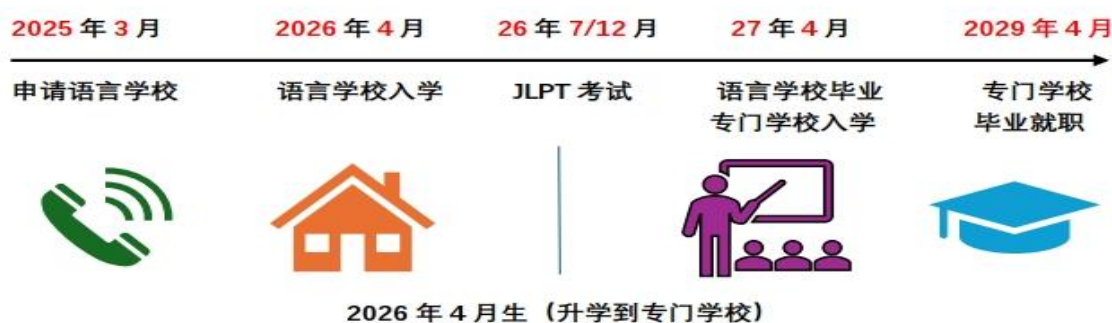 2025 年 3 月 2026 年 4 月 26 年 7/12 月 27 年 4 月 2029 年 4 月
申请语言学校 语言学校入学 JLPT 考试 语言学校毕业 专门学校
专门学校入学 毕业就职
2026 年 4 月生（升学到专门学校）